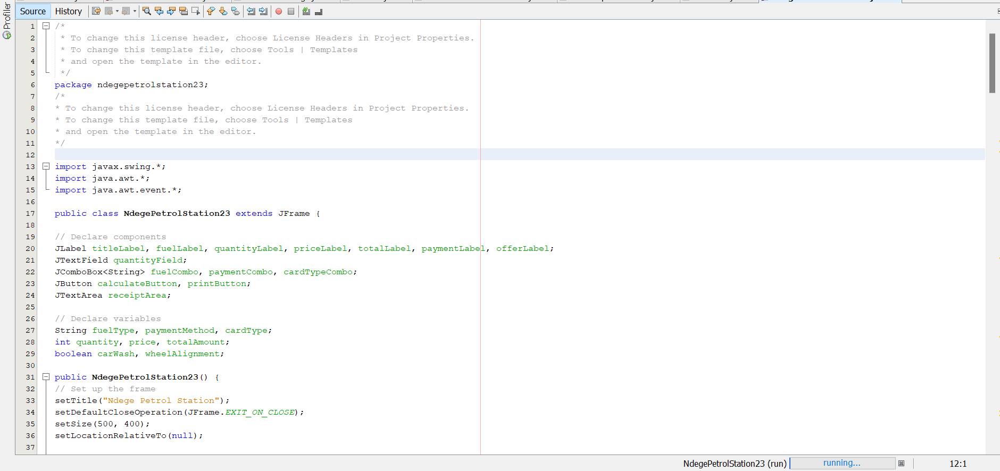 Profiler
Source History
1 /*
2 * To change this license header, choose License Headers in Project Properties.
3 * To change this template file, choose Tools | Templates
4 * and open the template in the editor.
5 */
6 package ndegepetrolstation23;
7 /*
8 * To change this license header, choose License Headers in Project Properties.
9 * To change this template file, choose Tools | Templates
10 * and open the template in the editor.
11 */
12
13 import javax.swing.*;
14 import java.awt.*;
15 import java.awt.event.*;
16
17 public class NdegePetrolStation23 extends JFrame {
18
19 // Declare components
20 JLabel titleLabel, fuelLabel, quantityLabel, priceLabel, totalLabel, paymentLabel, offerLabel;
21 JTextField quantityField;
22 JComboBox<String> fuelCombo, paymentCombo, cardTypeCombo;
23 JButton calculateButton, printButton;
24 JTextArea receiptArea;
25
26 // Declare variables
27 String fuelType, paymentMethod, cardType;
28 int quantity, price, totalAmount;
29 boolean carWash, wheelAlignment;
30
31 public NdegePetrolStation23() {
32 // Set up the frame
33 setTitle("Ndege Petrol Station");
34 setDefaultCloseOperation(JFrame.EXIT_ON_CLOSE);
35 setSize(500, 400);
36 setLocationRelativeTo(null);
37
NdegePetrolStation23 (run) running... 12:1